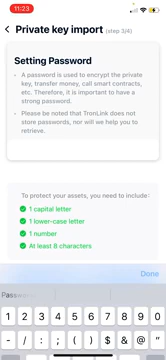 11:23
Private key import (step 3/4)
Setting Password
- A password is used to encrypt the private
key, transfer money, call smart contracts,
etc. Therefore, it is important to have a
strong password.
- Please be noted that TronLink does not
store passwords, nor will we help you to
retrieve.
To protect your assets, you need to include:
1 capital letter
1 lower-case letter
1 number
At least 8 characters
Done
Passwor
1 2 3 4 5 6 7 8 9 0
- / : ; ( ) $ & @ "